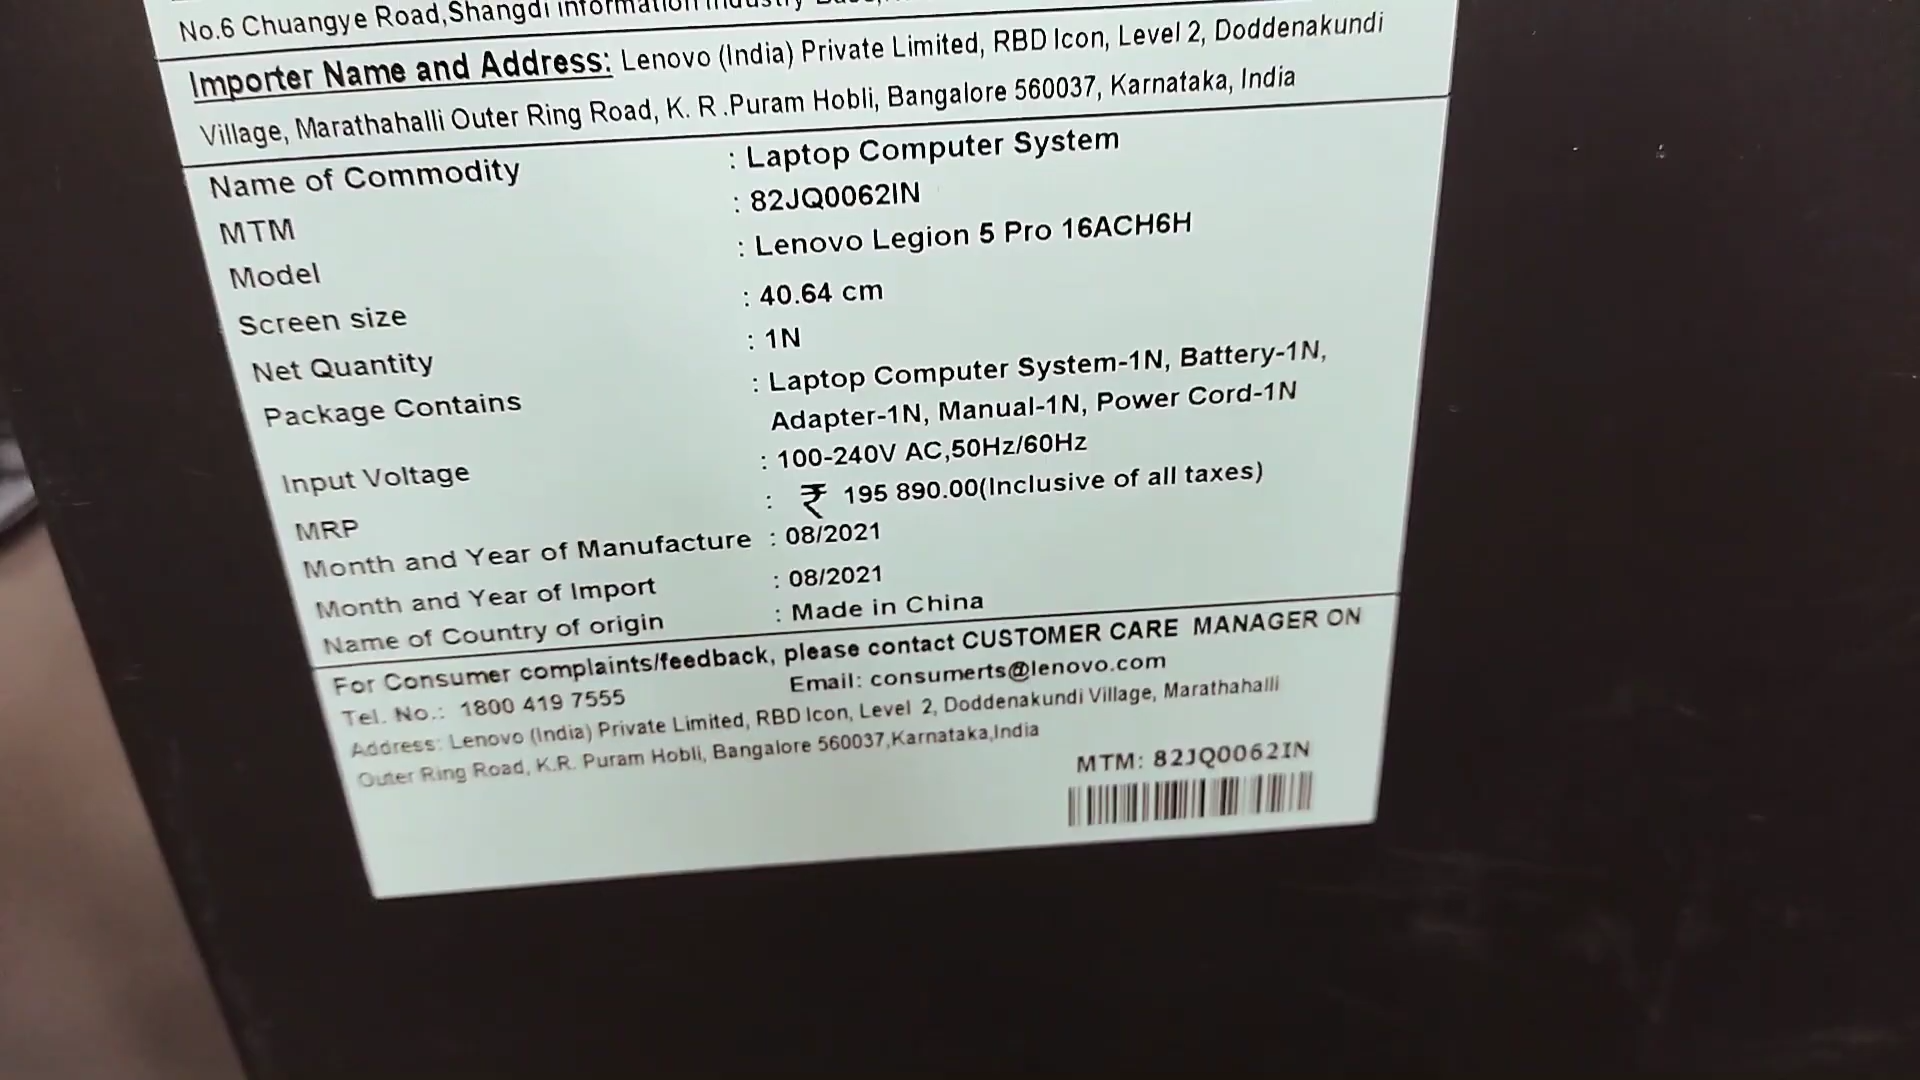 No.6 Chuangye Road,Shangdi information
Importer Name and Address: Lenovo (India) Private Limited, RBD Icon, Level 2, Doddenakundi
Village, Marathahalli Outer Ring Road, K. R .Puram Hobli, Bangalore 560037, Karnataka, India
Name of Commodity : Laptop Computer System
MTM : 82JQ0062IN
Model : Lenovo Legion 5 Pro 16ACH6H
Screen size : 40.64 cm
Net Quantity : 1N
Package Contains : Laptop Computer System-1N, Battery-1N,
Adapter-1N, Manual-1N, Power Cord-1N
Input Voltage : 100-240V AC,50Hz/60Hz
MRP : ₹ 195 890.00(Inclusive of all taxes)
Month and Year of Manufacture : 08/2021
Month and Year of Import : 08/2021
Name of Country of origin : Made in China
For Consumer complaints/feedback, please contact CUSTOMER CARE MANAGER ON
Tel. No.: 1800 419 7555 Email: consumerts@lenovo.com
Address: Lenovo (India) Private Limited, RBD Icon, Level 2, Doddenakundi Village, Marathahalli
Outer Ring Road, K.R. Puram Hobli, Bangalore 560037,Karnataka,India
MTM: 82JQ0062IN